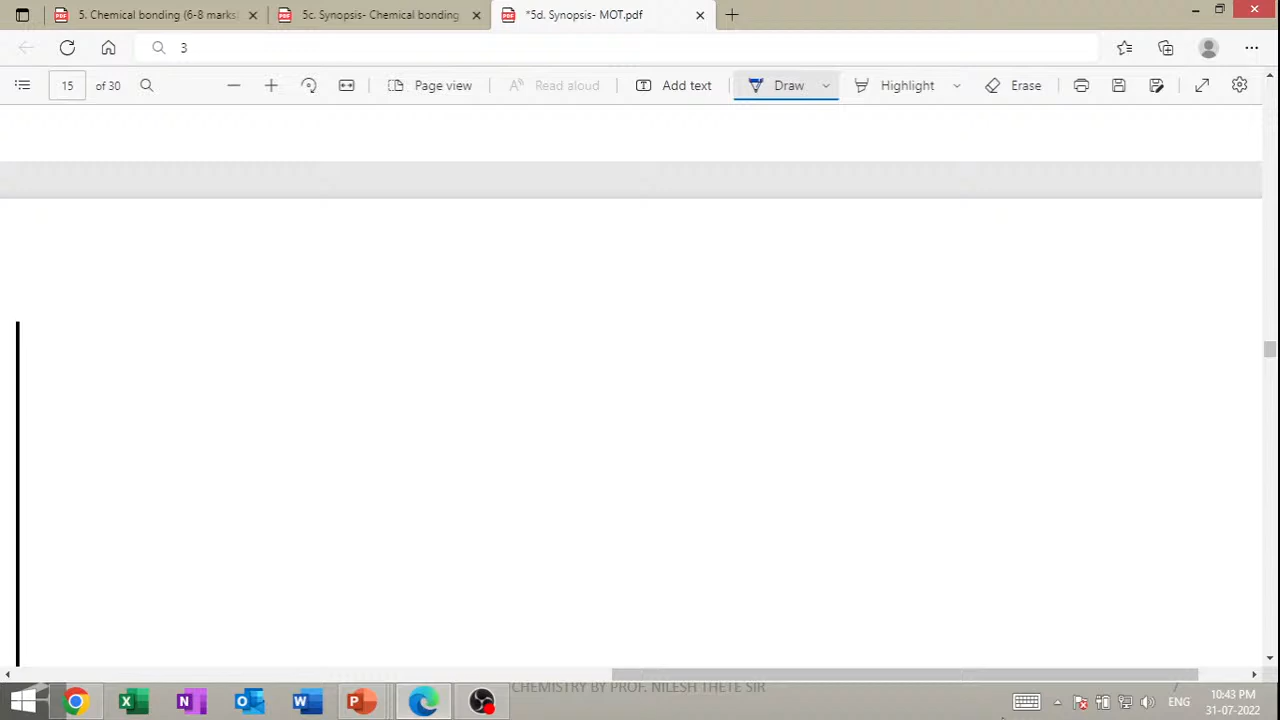 5. Chemical bonding (6-8 marks
5c. Synopsis- Chemical bonding
*5d. Synopsis- MOT.pdf
3
15 of 30
Page view
Read aloud
Add text
Draw
Highlight
Erase
CHEMISTRY BY PROF. NILESH THETE SIR
7
ENG
10:43 PM
31-07-2022